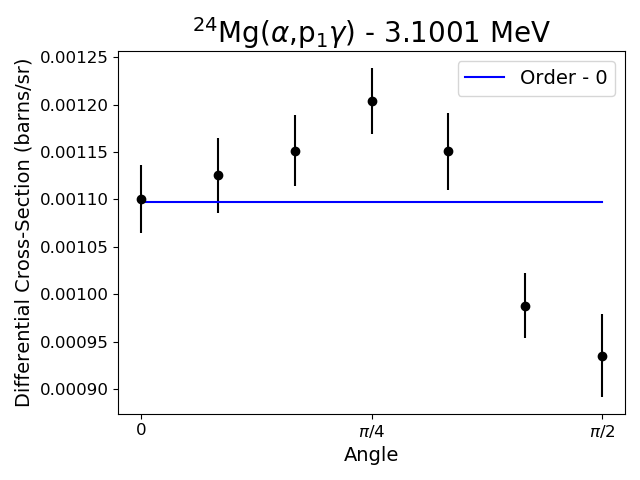 ²⁴Mg(α,p₁γ) - 3.1001 MeV
Order - 0
Differential Cross-Section (barns/sr)
0.00125
0.00120
0.00115
0.00110
0.00105
0.00100
0.00095
0.00090
0 π/4 π/2
Angle